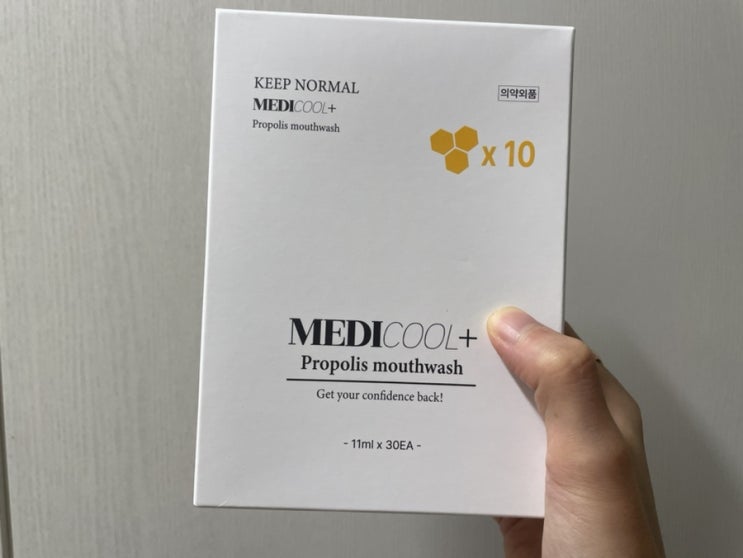 KEEP NORMAL
MEDICOOL+
Propolis mouthwash
의약외품
x 10
MEDICOOL+
Propolis mouthwash
Get your confidence back!
- 11ml x 30EA -